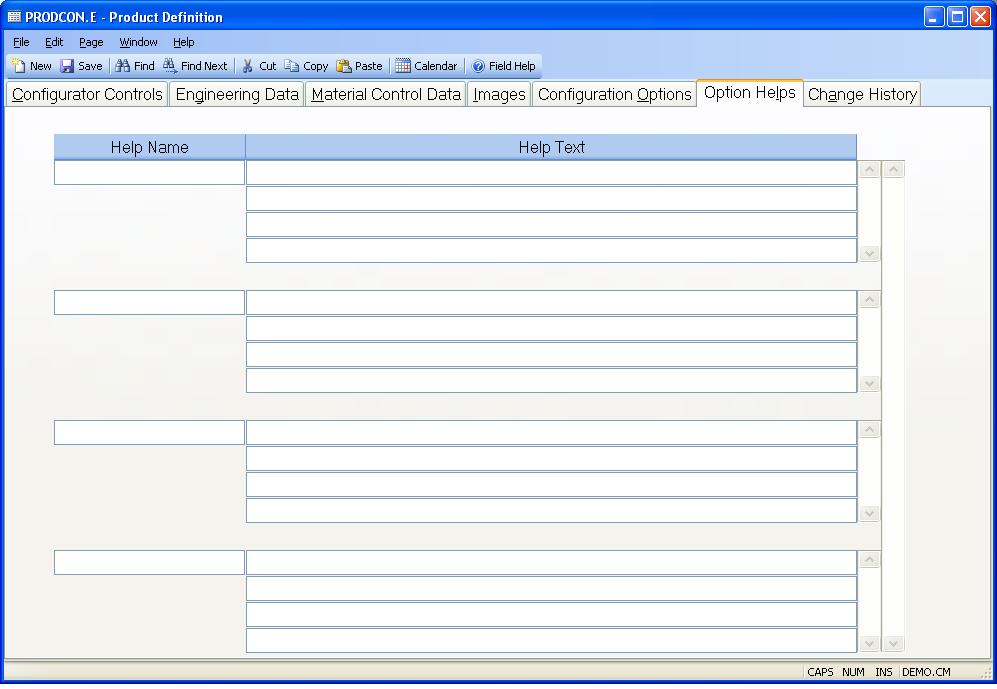 PRODCON.E - Product Definition
File Edit Page Window Help
New Save Find Find Next Cut Copy Paste Calendar Field Help
Configurator Controls Engineering Data Material Control Data Images Configuration Options Option Helps Change History
Help Name Help Text
CAPS NUM INS DEMO.CM